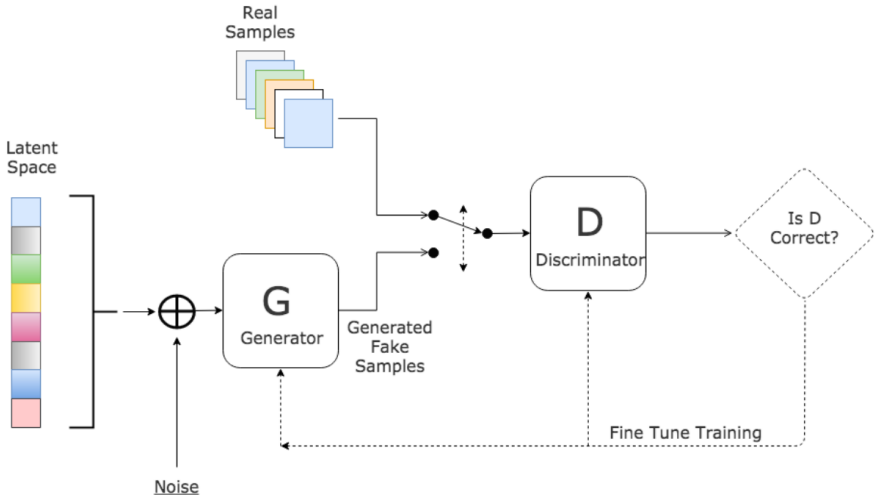 Real
Samples
Latent
Space
D
Discriminator
Is D
Correct?
G
Generator
Generated
Fake
Samples
Fine Tune Training
Noise